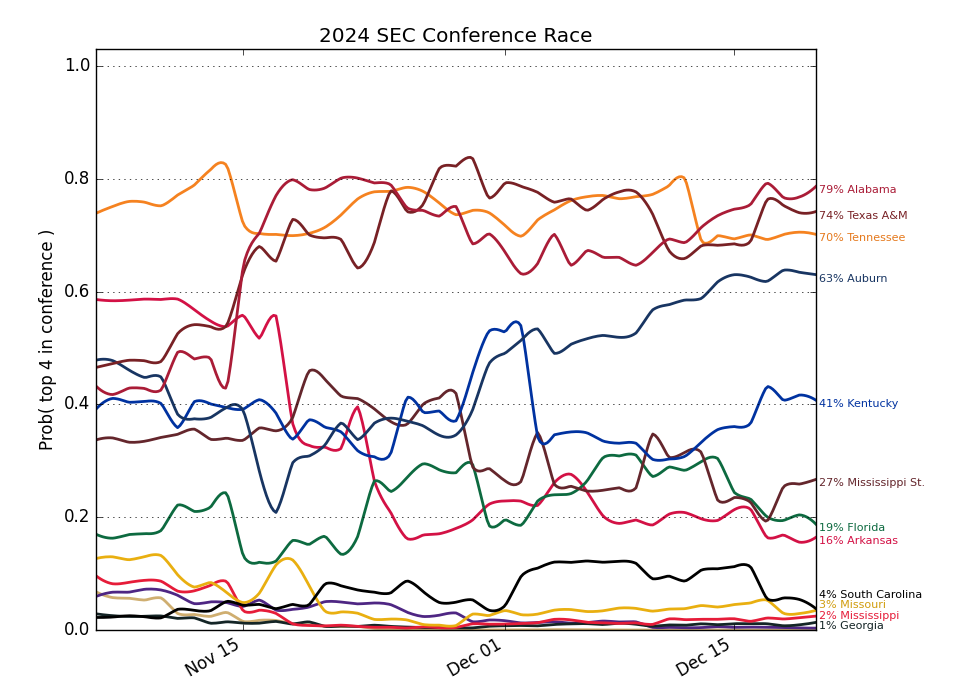 2024 SEC Conference Race
Prob( top 4 in conference )
1.0
0.8
0.6
0.4
0.2
0.0
Nov 15
Dec 01
Dec 15
79% Alabama
74% Texas A&M
70% Tennessee
63% Auburn
41% Kentucky
27% Mississippi St.
19% Florida
16% Arkansas
4% South Carolina
3% Missouri
2% Mississippi
1% Georgia